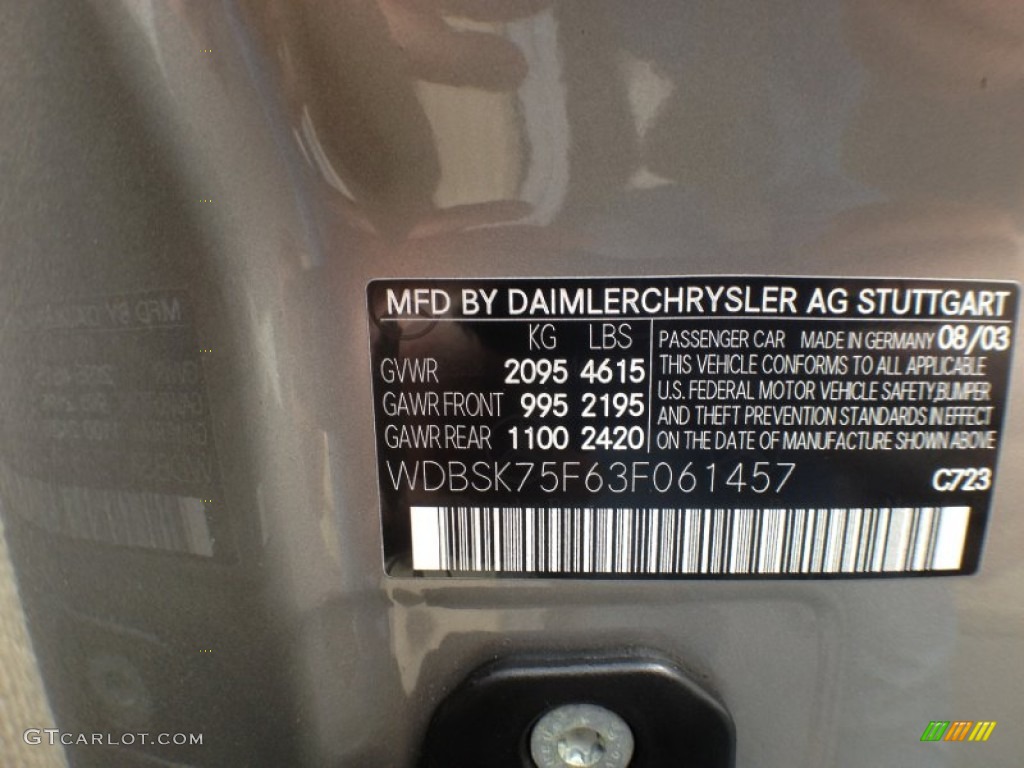 MFD BY DAIMLERCHRYSLER AG STUTTGART
KG LBS
GVWR 2095 4615
GAWR FRONT 995 2195
GAWR REAR 1100 2420
PASSENGER CAR MADE IN GERMANY 08/03
THIS VEHICLE CONFORMS TO ALL APPLICABLE
U.S. FEDERAL MOTOR VEHICLE SAFETY,BUMPER
AND THEFT PREVENTION STANDARDS IN EFFECT
ON THE DATE OF MANUFACTURE SHOWN ABOVE
WDBSK75F63F061457 C723
GTCARLOT.COM